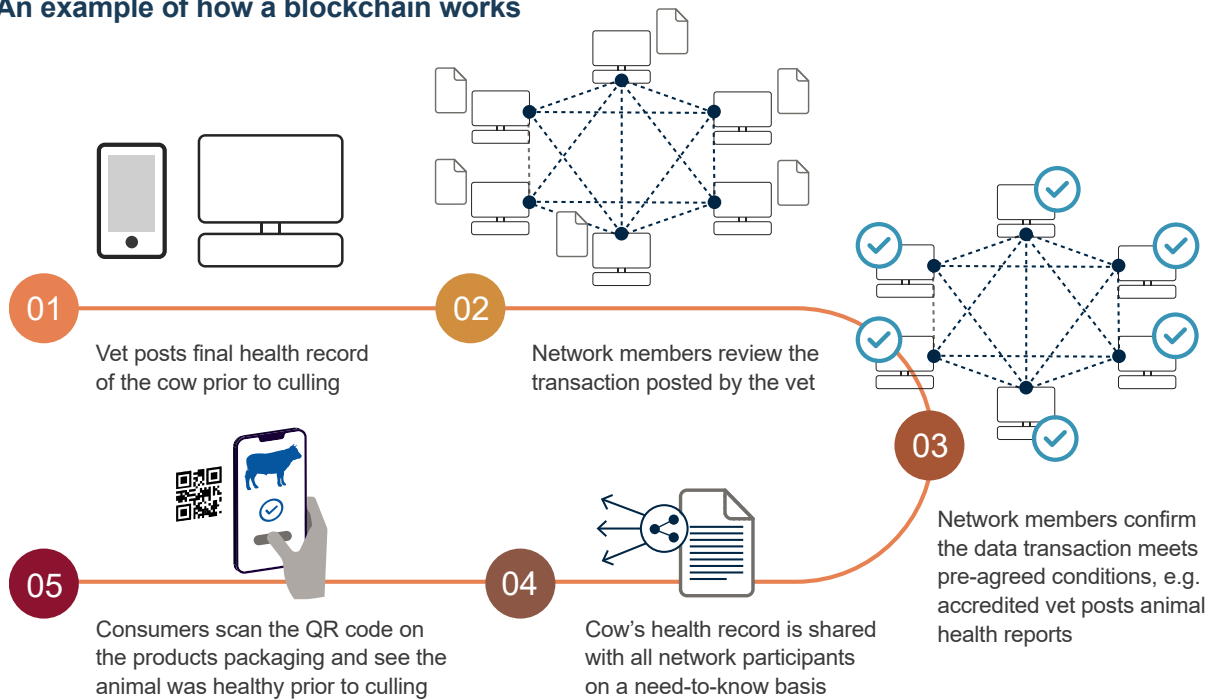 An example of how a blockchain works
01
Vet posts final health record
of the cow prior to culling
02
Network members review the
transaction posted by the vet
03
Network members confirm
the data transaction meets
pre-agreed conditions, e.g.
accredited vet posts animal
health reports
04
Cow's health record is shared
with all network participants
on a need-to-know basis
05
Consumers scan the QR code on
the products packaging and see the
animal was healthy prior to culling